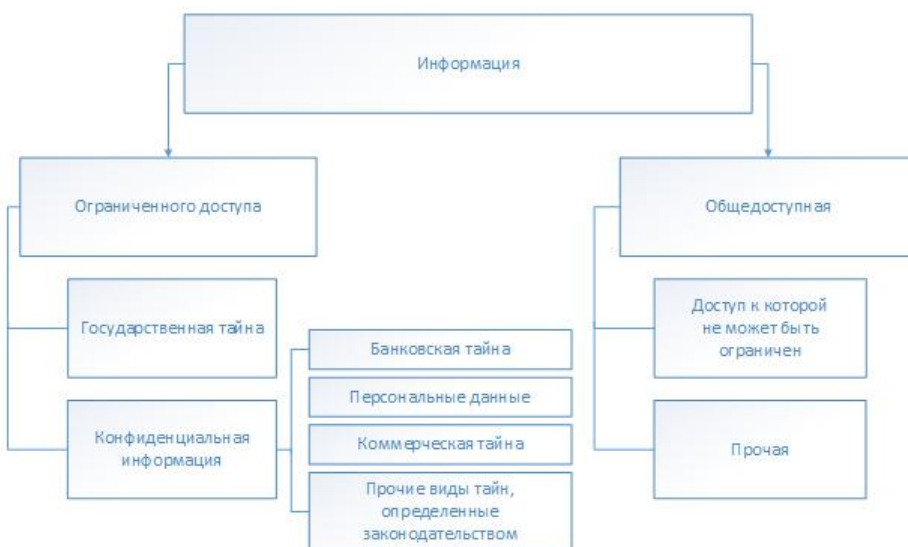 Информация
Ограниченного доступа
Общедоступная
Государственная тайна
Доступ к которой
не может быть
ограничен
Банковская тайна
Персональные данные
Конфиденциальная
информация
Коммерческая тайна
Прочая
Прочие виды тайн,
определенные
законодательством